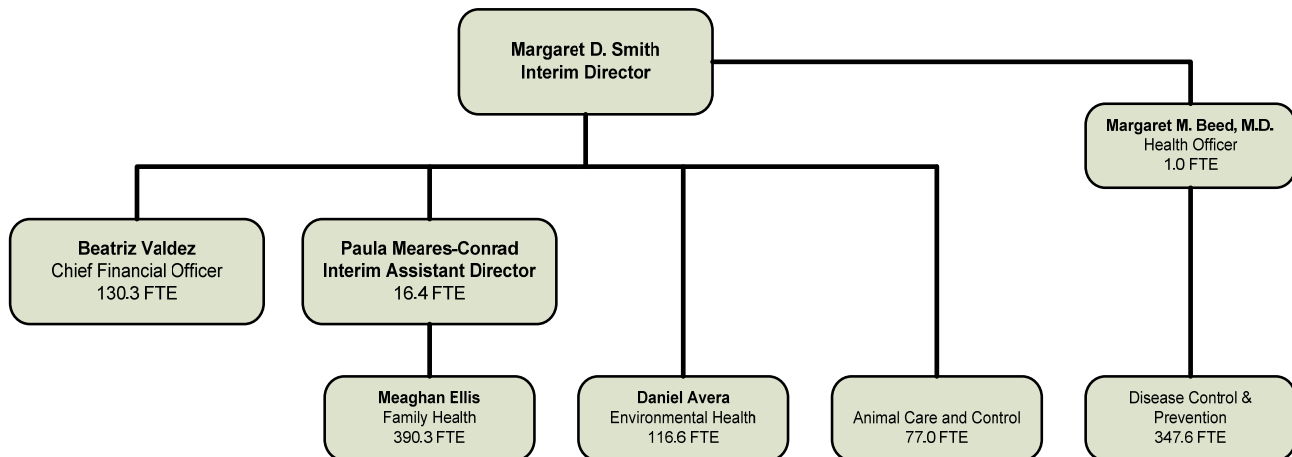 Margaret D. Smith
Interim Director
Margaret M. Beed, M.D.
Health Officer
1.0 FTE
Beatriz Valdez
Chief Financial Officer
130.3 FTE
Paula Meares-Conrad
Interim Assistant Director
16.4 FTE
Meaghan Ellis
Family Health
390.3 FTE
Daniel Avera
Environmental Health
116.6 FTE
Animal Care and Control
77.0 FTE
Disease Control &
Prevention
347.6 FTE